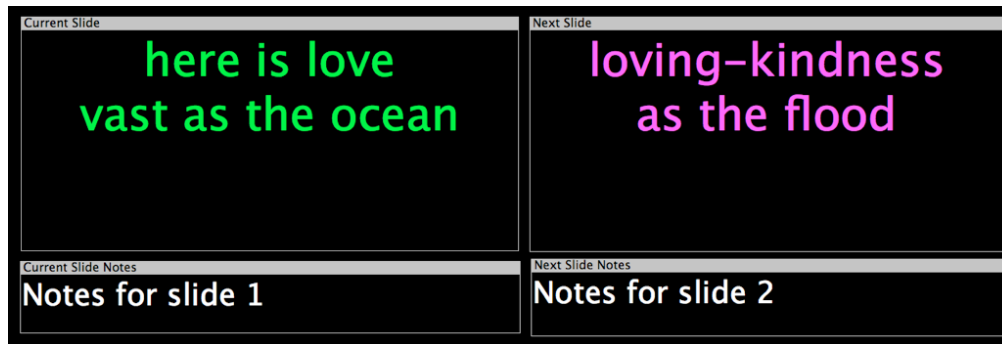 Current Slide
here is love
vast as the ocean
Next Slide
loving-kindness
as the flood
Current Slide Notes
Notes for slide 1
Next Slide Notes
Notes for slide 2